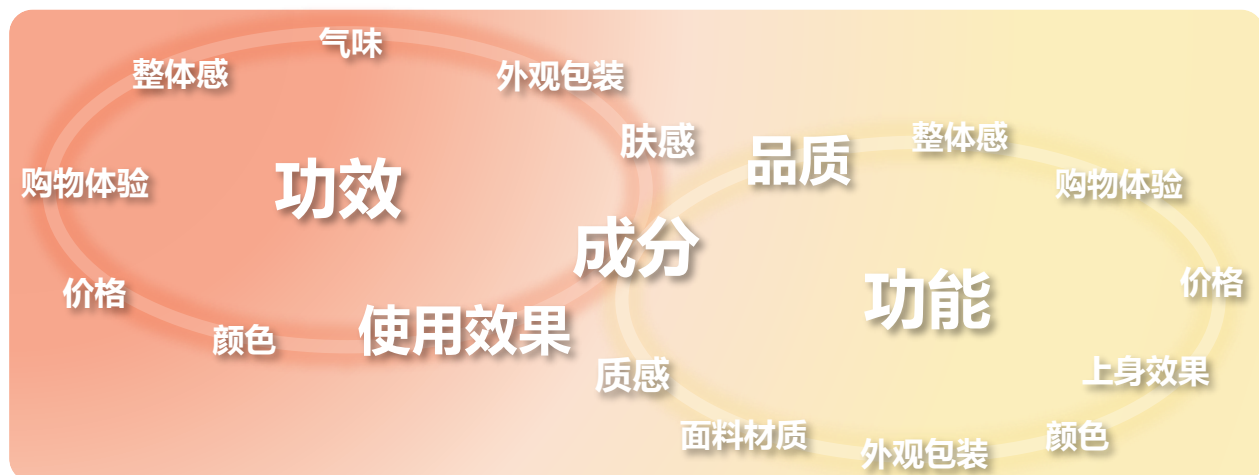 气味
整体感
外观包装
肤感
购物体验
功效
成分
价格
颜色
使用效果
质感
品质
整体感
购物体验
功能
价格
上身效果
面料材质
外观包装
颜色